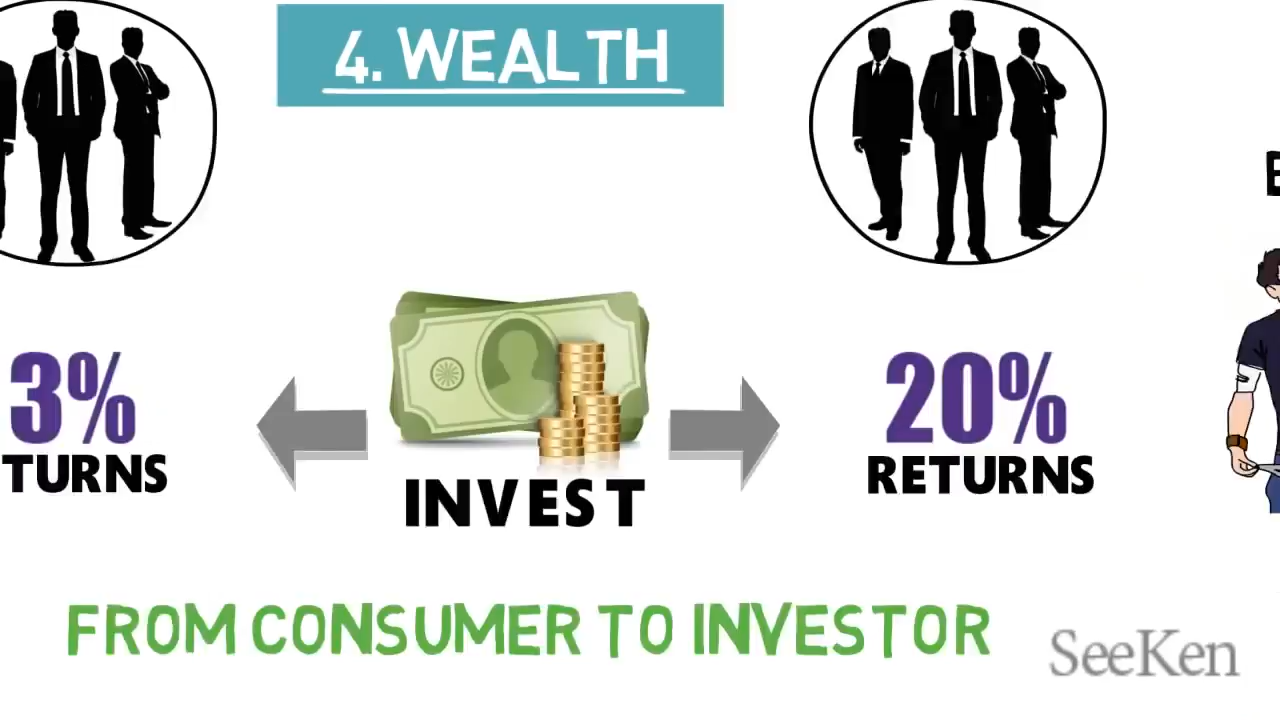 4. WEALTH
3%
TURNS
INVEST
20%
RETURNS
FROM CONSUMER TO INVESTOR
SeeKen